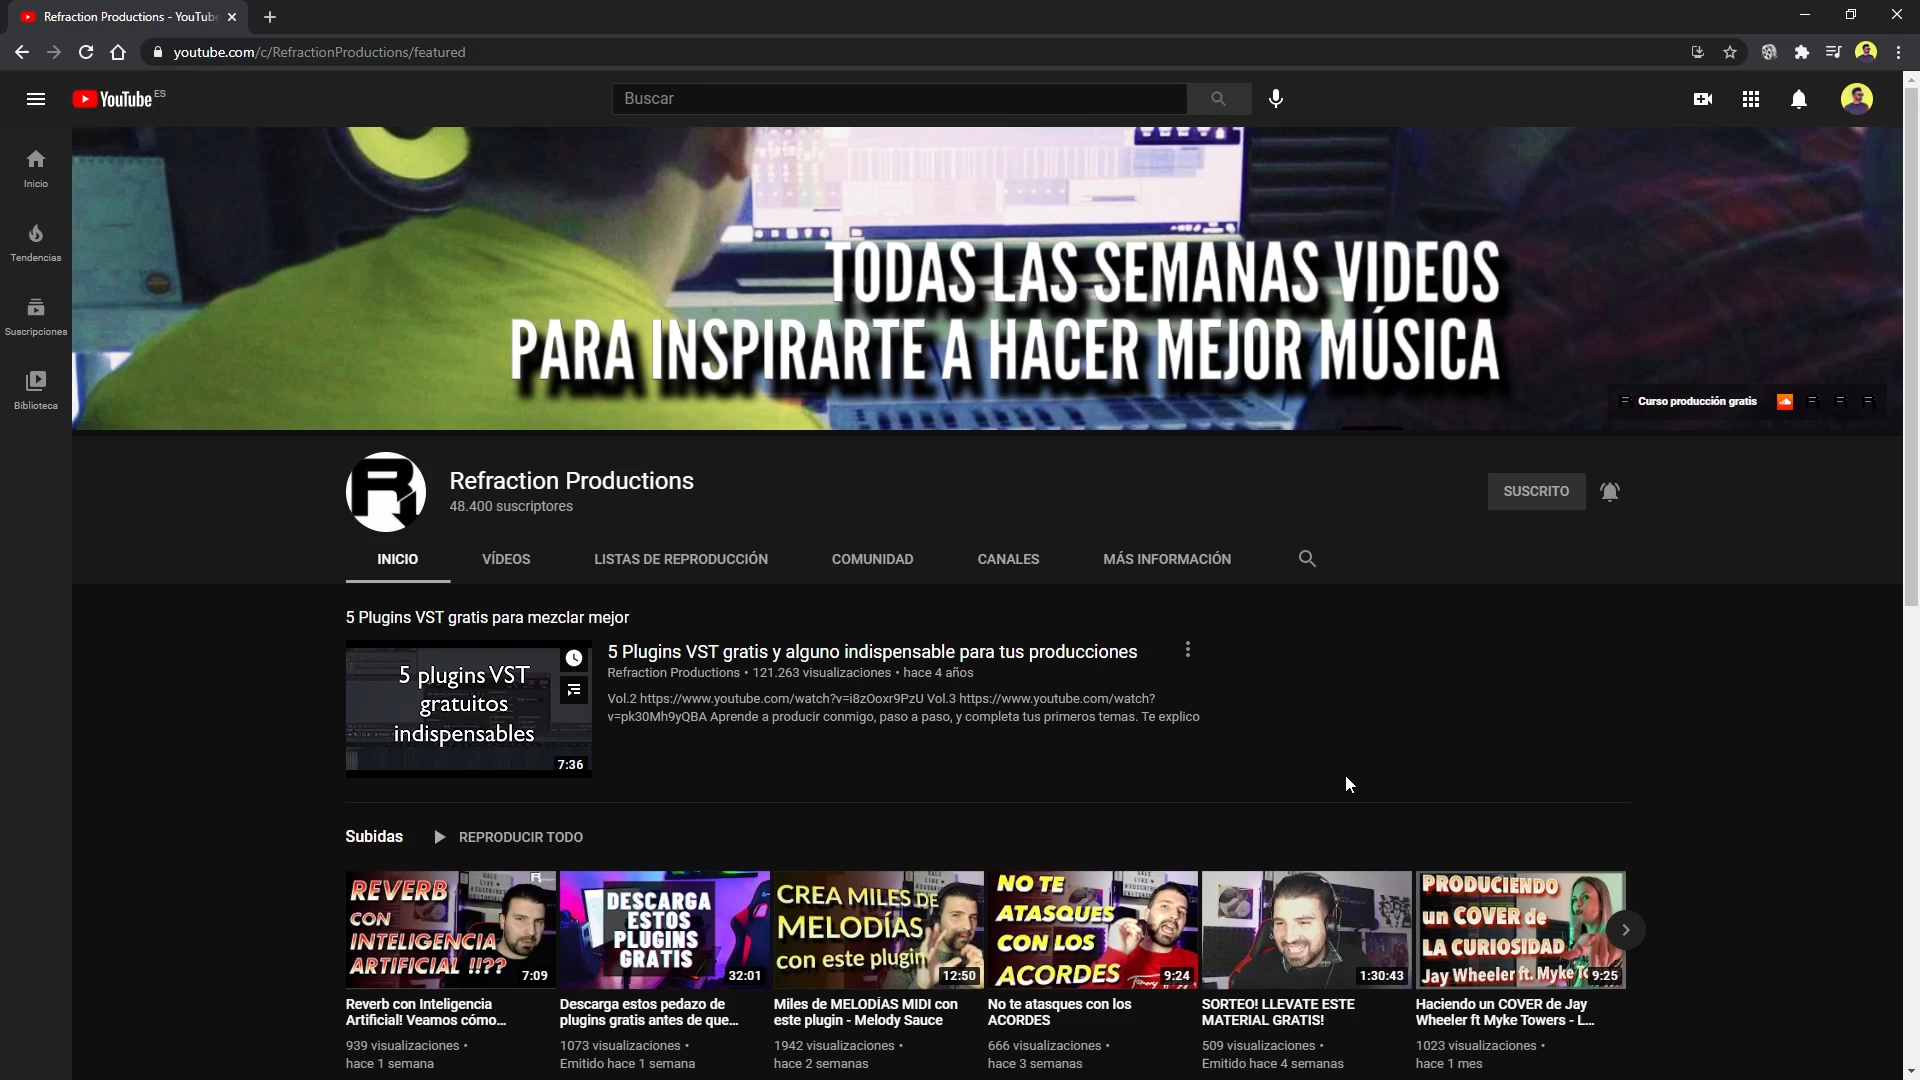 Refraction Productions - YouTube
youtube.com/c/RefractionProductions/featured
YouTube ES
Buscar
Inicio
Tendencias
Suscripciones
Biblioteca
TODAS LAS SEMANAS VIDEOS
PARA INSPIRARTE A HACER MEJOR MÚSICA
Curso producción gratis
Refraction Productions
48.400 suscriptores
SUSCRITO
INICIO VÍDEOS LISTAS DE REPRODUCCIÓN COMUNIDAD CANALES MÁS INFORMACIÓN
5 Plugins VST gratis para mezclar mejor
5 plugins VST
gratuitos
indispensables
7:36
5 Plugins VST gratis y alguno indispensable para tus producciones
Refraction Productions • 121.263 visualizaciones • hace 4 años
Vol.2 https://www.youtube.com/watch?v=i8zOoxr9PzU Vol.3 https://www.youtube.com/watch?
v=pk30Mh9yQBA Aprende a producir conmigo, paso a paso, y completa tus primeros temas. Te explico
Subidas REPRODUCIR TODO
REVERB
CON
INTELIGENCIA
ARTIFICIAL !!??
7:09
Reverb con Inteligencia
Artificial! Veamos cómo...
939 visualizaciones •
hace 1 semana
DESCARGA
ESTOS
PLUGINS
GRATIS
32:01
Descarga estos pedazo de
plugins gratis antes de que...
1073 visualizaciones •
Emitido hace 1 semana
CREA MILES DE
MELODÍAS
con este plugin
12:50
Miles de MELODÍAS MIDI con
este plugin - Melody Sauce
1942 visualizaciones •
hace 2 semanas
NO TE
ATASQUES
CON LOS
ACORDES
9:24
No te atasques con los
ACORDES
666 visualizaciones •
hace 3 semanas
1:30:43
SORTEO! LLEVATE ESTE
MATERIAL GRATIS!
509 visualizaciones •
Emitido hace 4 semanas
PRODUCIENDO
un COVER de
LA CURIOSIDAD
Jay Wheeler ft. Myke
9:25
Haciendo un COVER de Jay
Wheeler ft Myke Towers - L...
1023 visualizaciones •
hace 1 mes